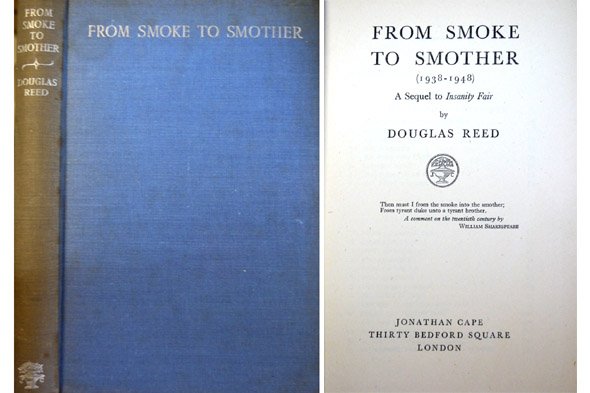 FROM
SMOKE
TO
SMOTHER
DOUGLAS
REED
FROM SMOKE TO SMOTHER
FROM SMOKE
TO SMOTHER
(1938-1948)
A Sequel to Insanity Fair
by
DOUGLAS REED
J C
Then must I from the smoke into the smother;
From tyrant duke unto a tyrant brother.
A comment on the twentieth century by
WILLIAM SHAKESPEARE
JONATHAN CAPE
THIRTY BEDFORD SQUARE
LONDON